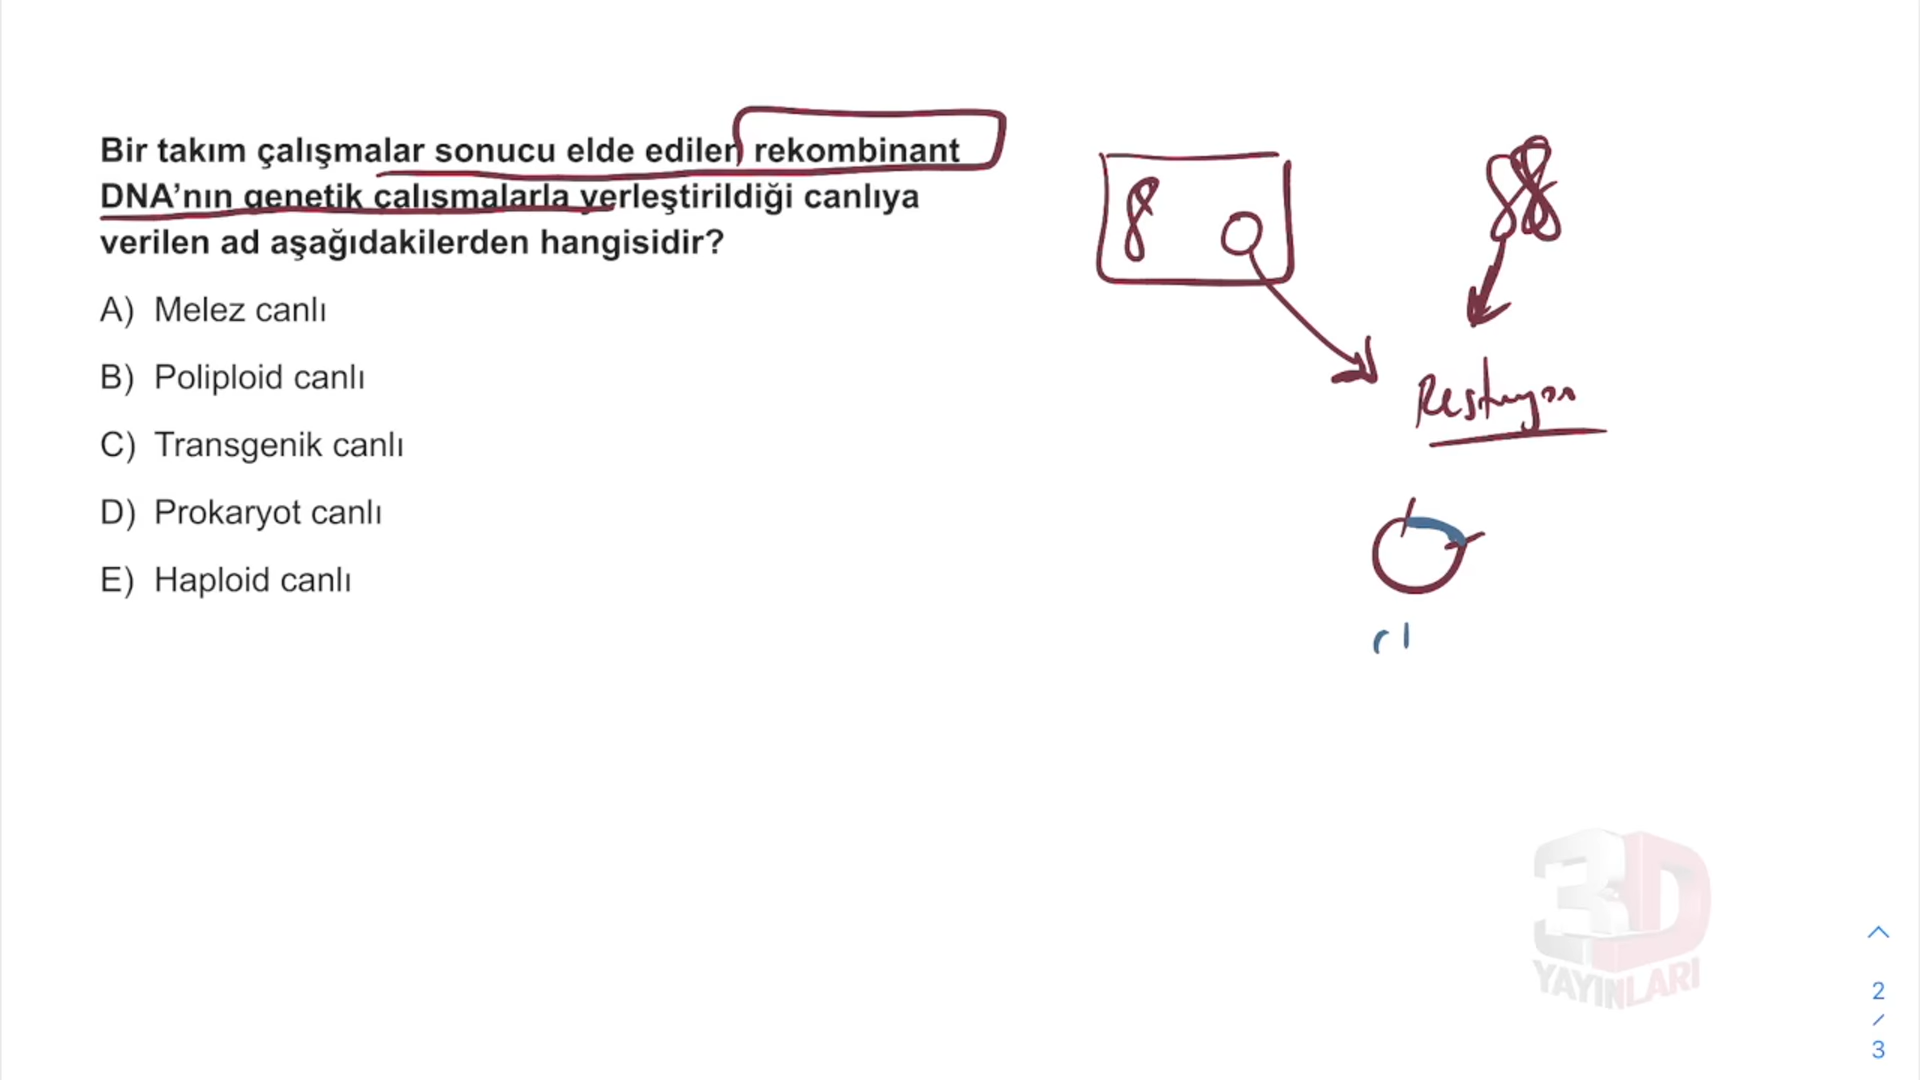 Bir takım çalışmalar sonucu elde edilen rekombinant
DNA'nın genetik çalışmalarla yerleştirildiği canlıya
verilen ad aşağıdakilerden hangisidir?
A) Melez canlı
B) Poliploid canlı
C) Transgenik canlı
D) Prokaryot canlı
E) Haploid canlı
3D
YAYINLARI
2
/
3